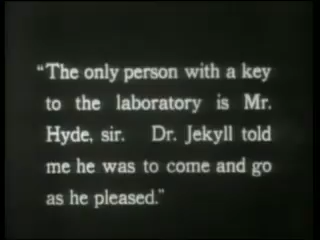 "The only person with a key
to the laboratory is Mr.
Hyde, sir. Dr. Jekyll told
me he was to come and go
as he pleased."